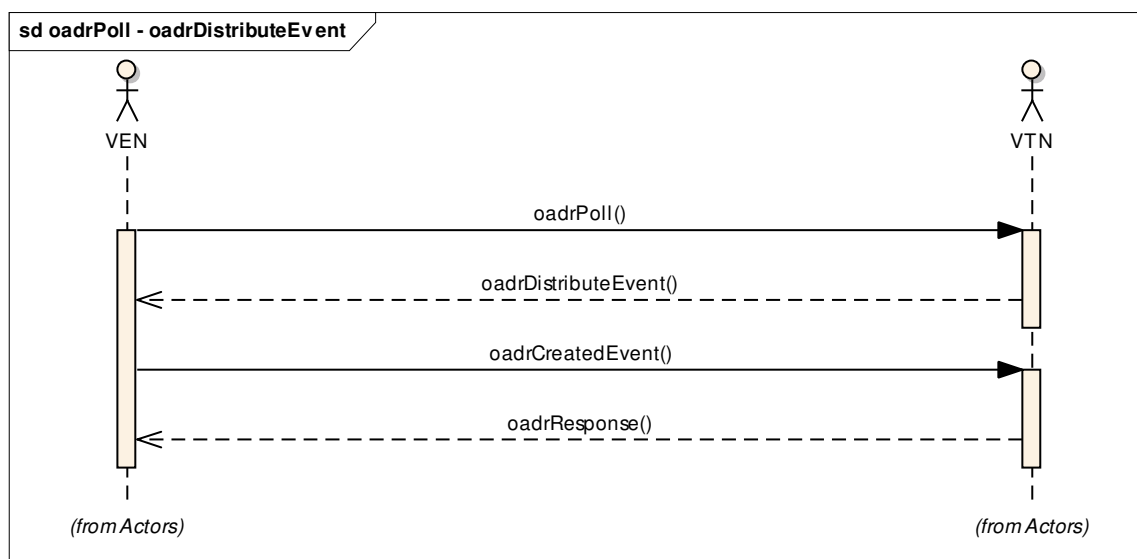 sd oadrPoll - oadrDistributeEvent
VEN
VTN
oadrPoll()
oadrDistributeEvent()
oadrCreatedEvent()
oadrResponse()
(from Actors)
(from Actors)